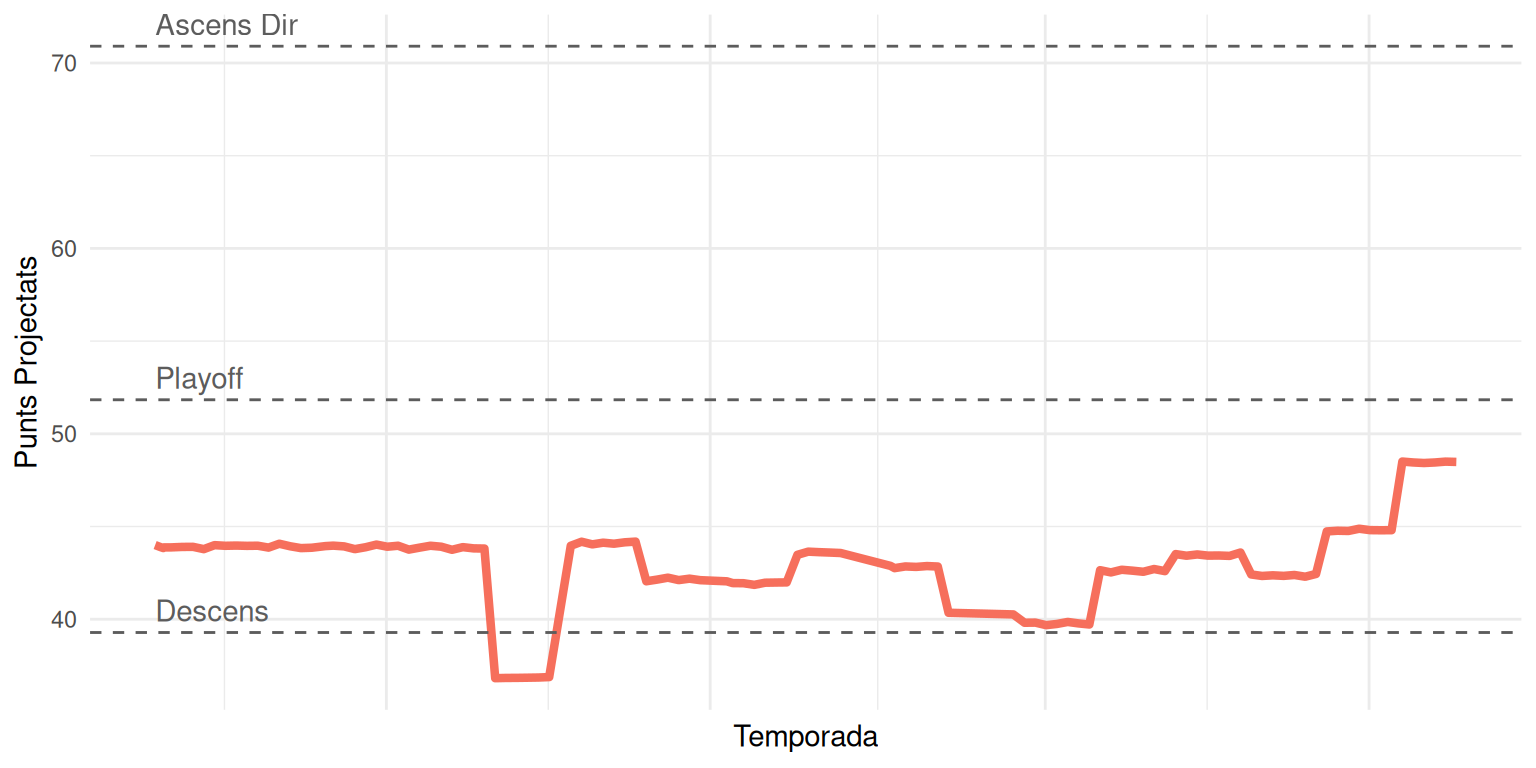 Ascens Dir
70
60
Playoff
50
Descens
40
Punts Projectats
Temporada